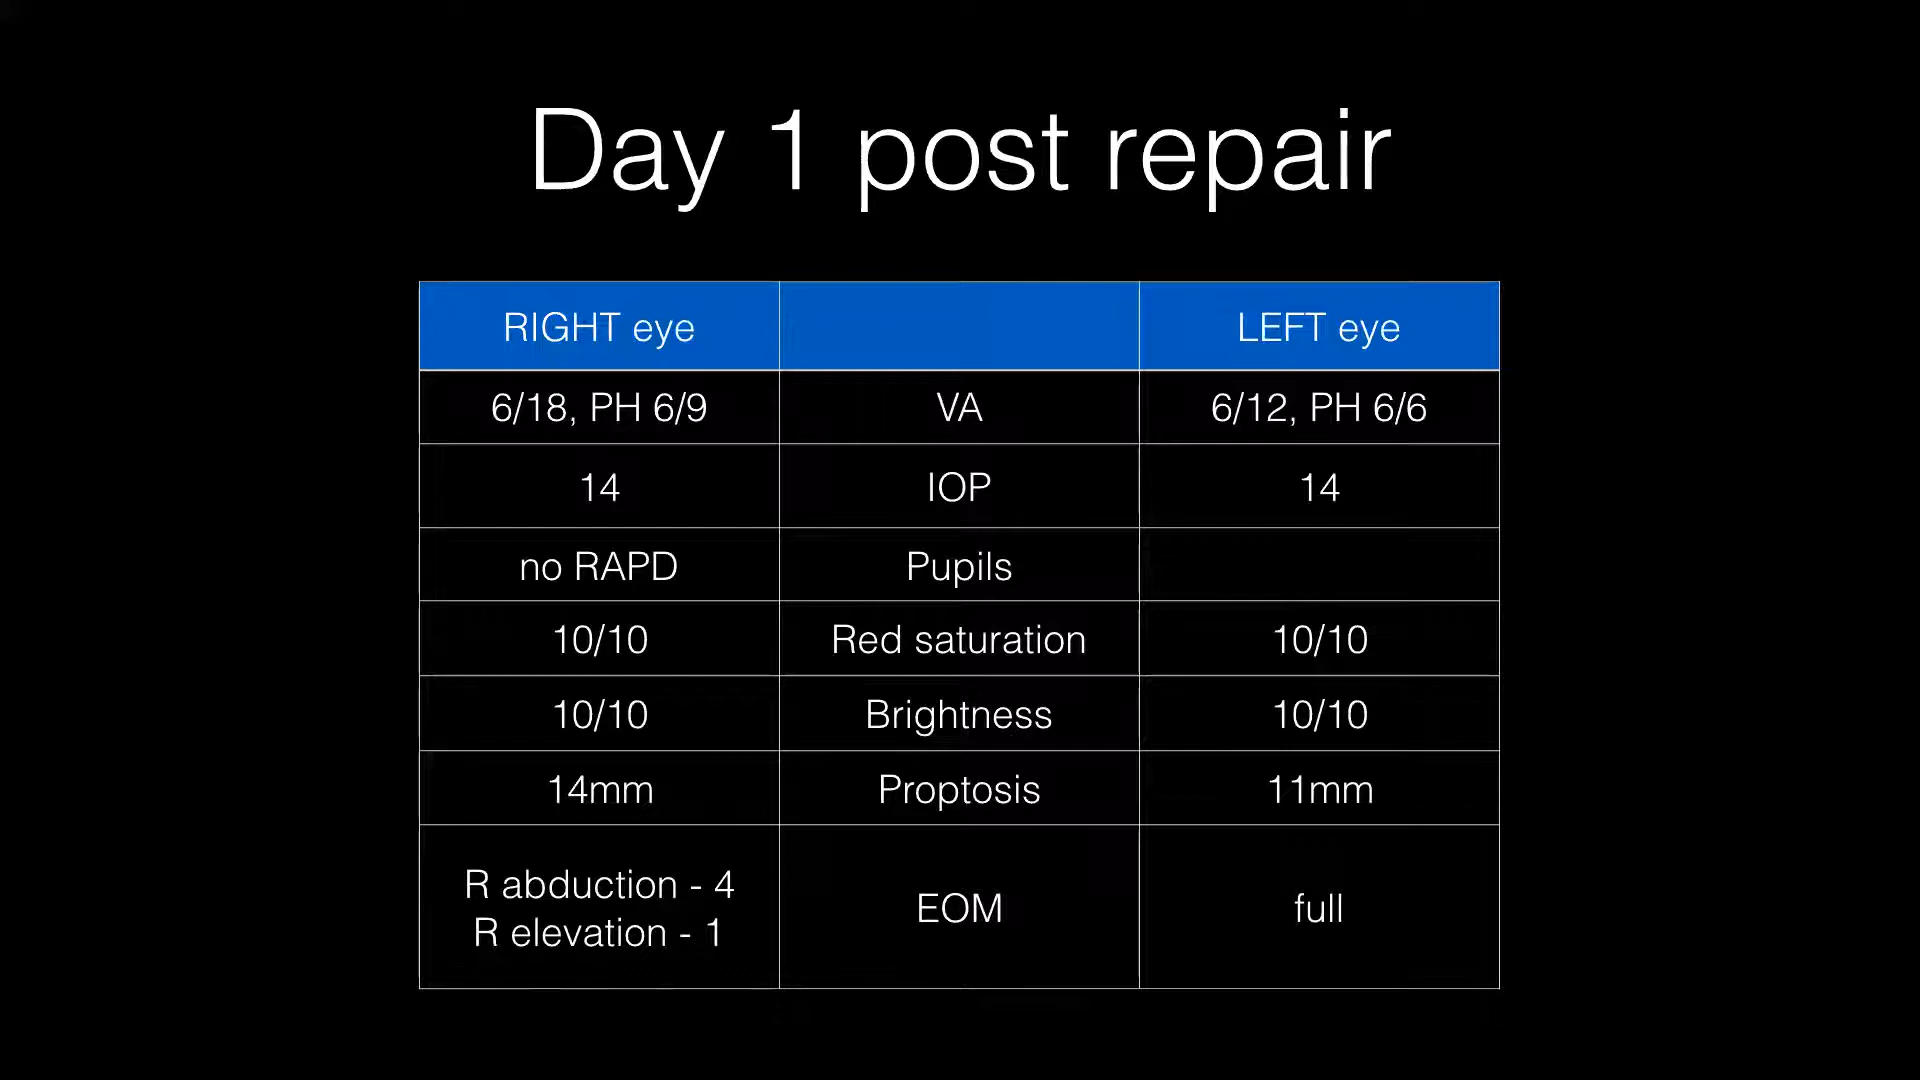 Day 1 post repair
RIGHT eye LEFT eye
6/18, PH 6/9 VA 6/12, PH 6/6
14 IOP 14
no RAPD Pupils
10/10 Red saturation 10/10
10/10 Brightness 10/10
14mm Proptosis 11mm
R abduction - 4
R elevation - 1
EOM
full